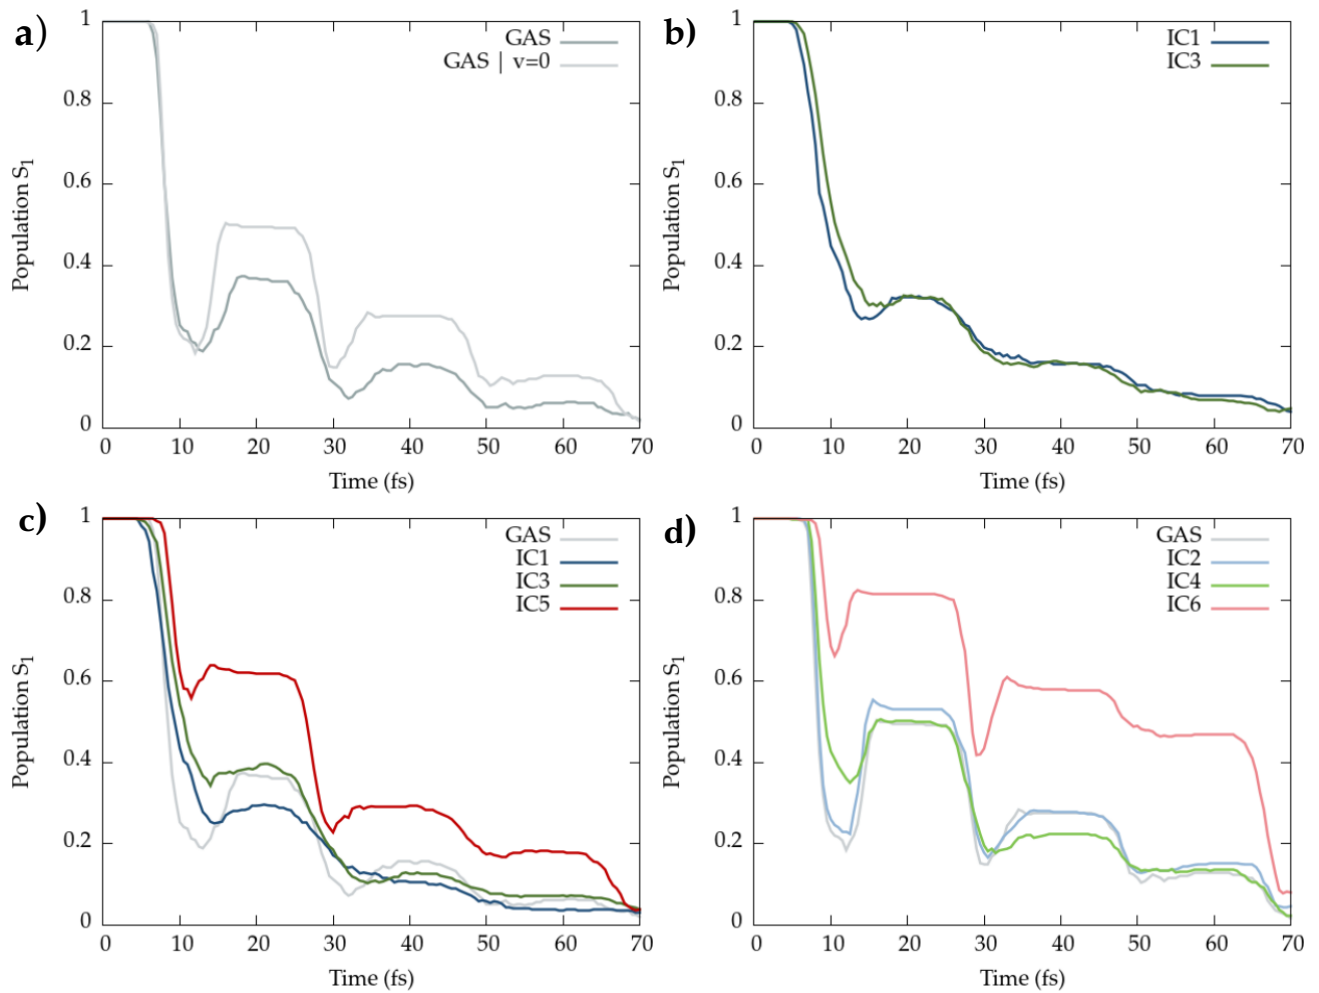 a)
1
0.8
0.6
0.4
0.2
0
Population S1
GAS
GAS | v=0
0 10 20 30 40 50 60 70
Time (fs)
b)
1
0.8
0.6
0.4
0.2
0
Population S1
IC1
IC3
0 10 20 30 40 50 60 70
Time (fs)
c)
1
0.8
0.6
0.4
0.2
0
Population S1
GAS
IC1
IC3
IC5
0 10 20 30 40 50 60 70
Time (fs)
d)
1
0.8
0.6
0.4
0.2
0
Population S1
GAS
IC2
IC4
IC6
0 10 20 30 40 50 60 70
Time (fs)